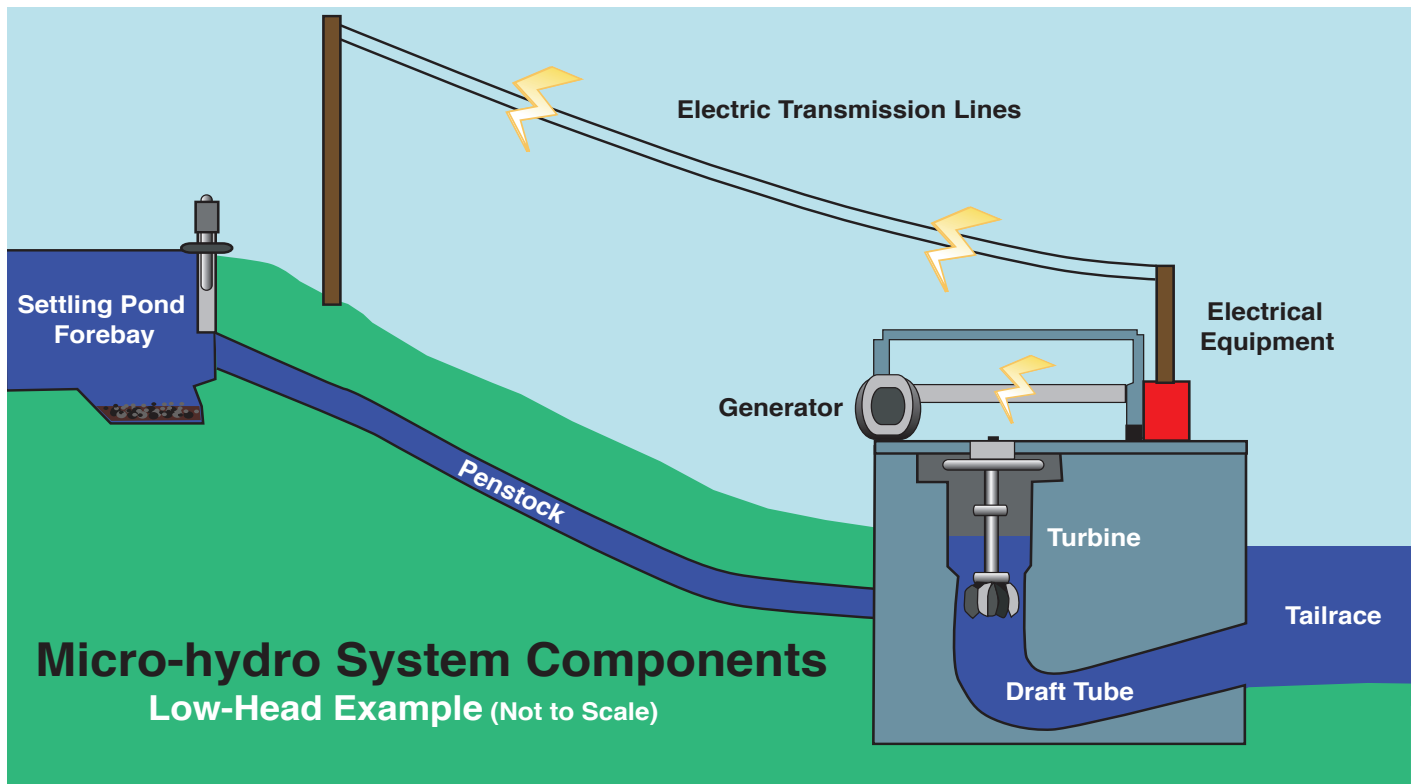 Electric Transmission Lines
Settling Pond
Forebay
Electrical
Equipment
Generator
Penstock
Turbine
Tailrace
Draft Tube
Micro-hydro System Components
Low-Head Example (Not to Scale)